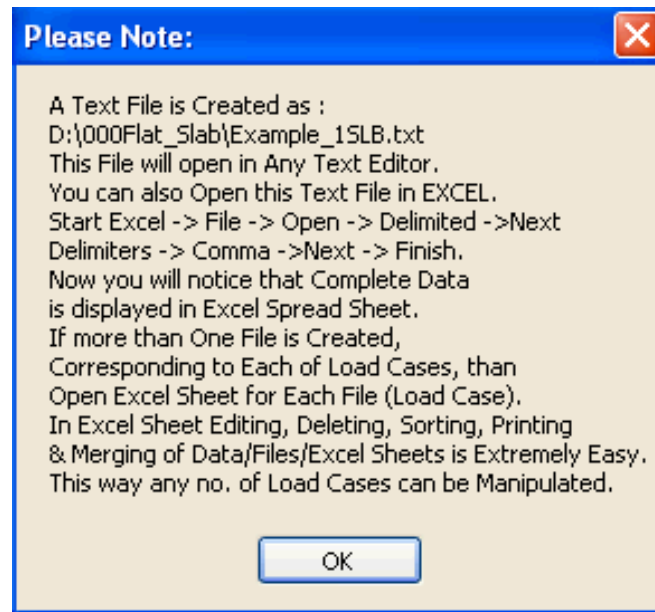 Please Note:
A Text File is Created as :
D:\000Flat_Slab\Example_1SLB.txt
This File will open in Any Text Editor.
You can also Open this Text File in EXCEL.
Start Excel -> File -> Open -> Delimited ->Next
Delimiters -> Comma ->Next -> Finish.
Now you will notice that Complete Data
is displayed in Excel Spread Sheet.
If more than One File is Created,
Corresponding to Each of Load Cases, than
Open Excel Sheet for Each File (Load Case).
In Excel Sheet Editing, Deleting, Sorting, Printing
& Merging of Data/Files/Excel Sheets is Extremely Easy.
This way any no. of Load Cases can be Manipulated.
OK